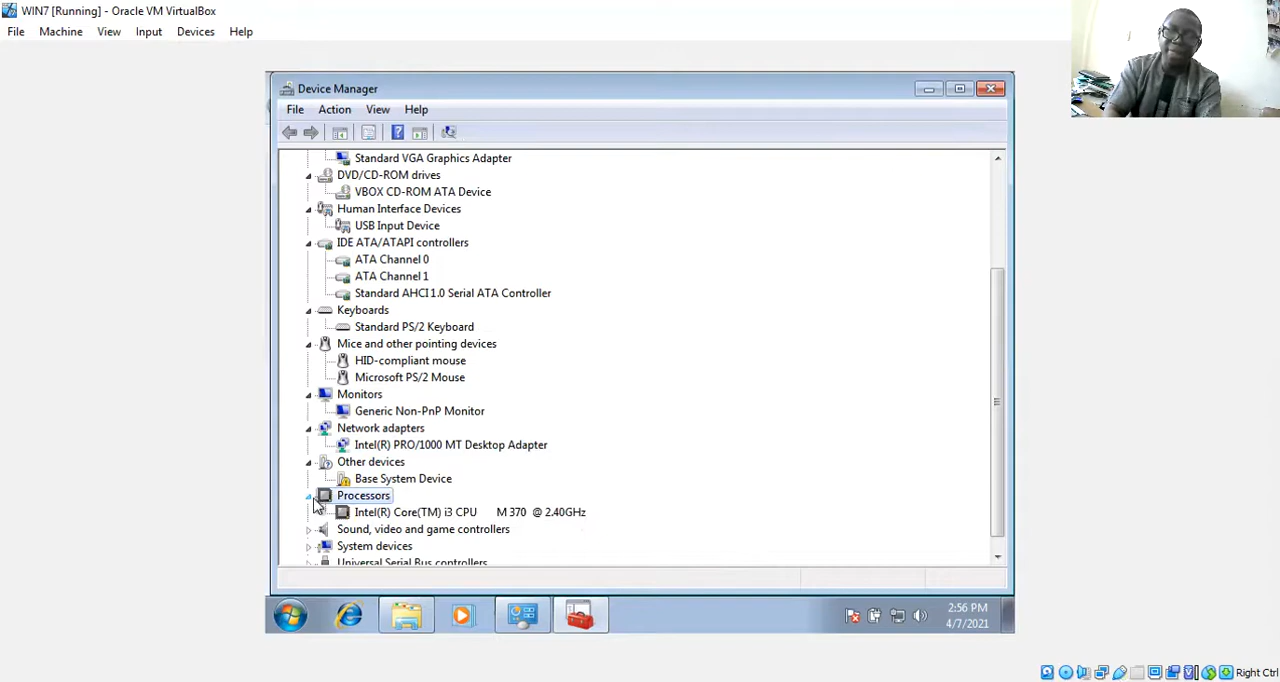 WIN7 [Running] - Oracle VM VirtualBox
File Machine View Input Devices Help
Device Manager
File Action View Help
Standard VGA Graphics Adapter
DVD/CD-ROM drives
VBOX CD-ROM ATA Device
Human Interface Devices
USB Input Device
IDE ATA/ATAPI controllers
ATA Channel 0
ATA Channel 1
Standard AHCI 1.0 Serial ATA Controller
Keyboards
Standard PS/2 Keyboard
Mice and other pointing devices
HID-compliant mouse
Microsoft PS/2 Mouse
Monitors
Generic Non-PnP Monitor
Network adapters
Intel(R) PRO/1000 MT Desktop Adapter
Other devices
Base System Device
Processors
Intel(R) Core(TM) i3 CPU M 370 @ 2.40GHz
Sound, video and game controllers
System devices
Universal Serial Bus controllers
2:56 PM
4/7/2021
Right Ctrl